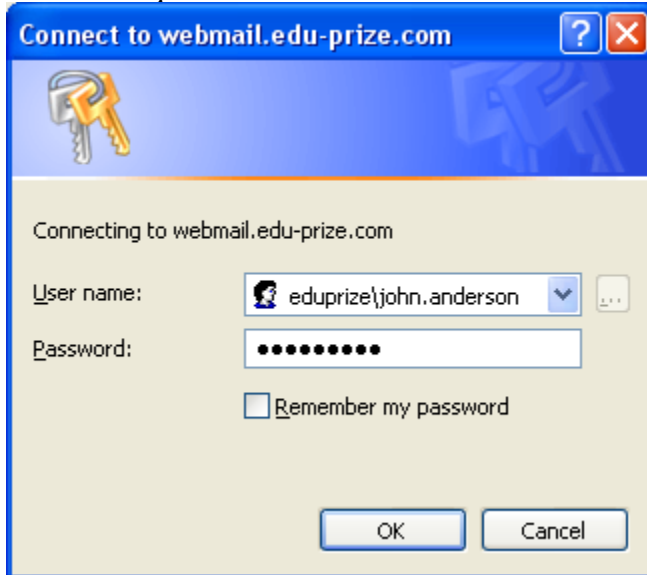 Connect to webmail.edu-prize.com
Connecting to webmail.edu-prize.com
User name: eduprize\john.anderson ...
Password: •••••••••
Remember my password
OK Cancel